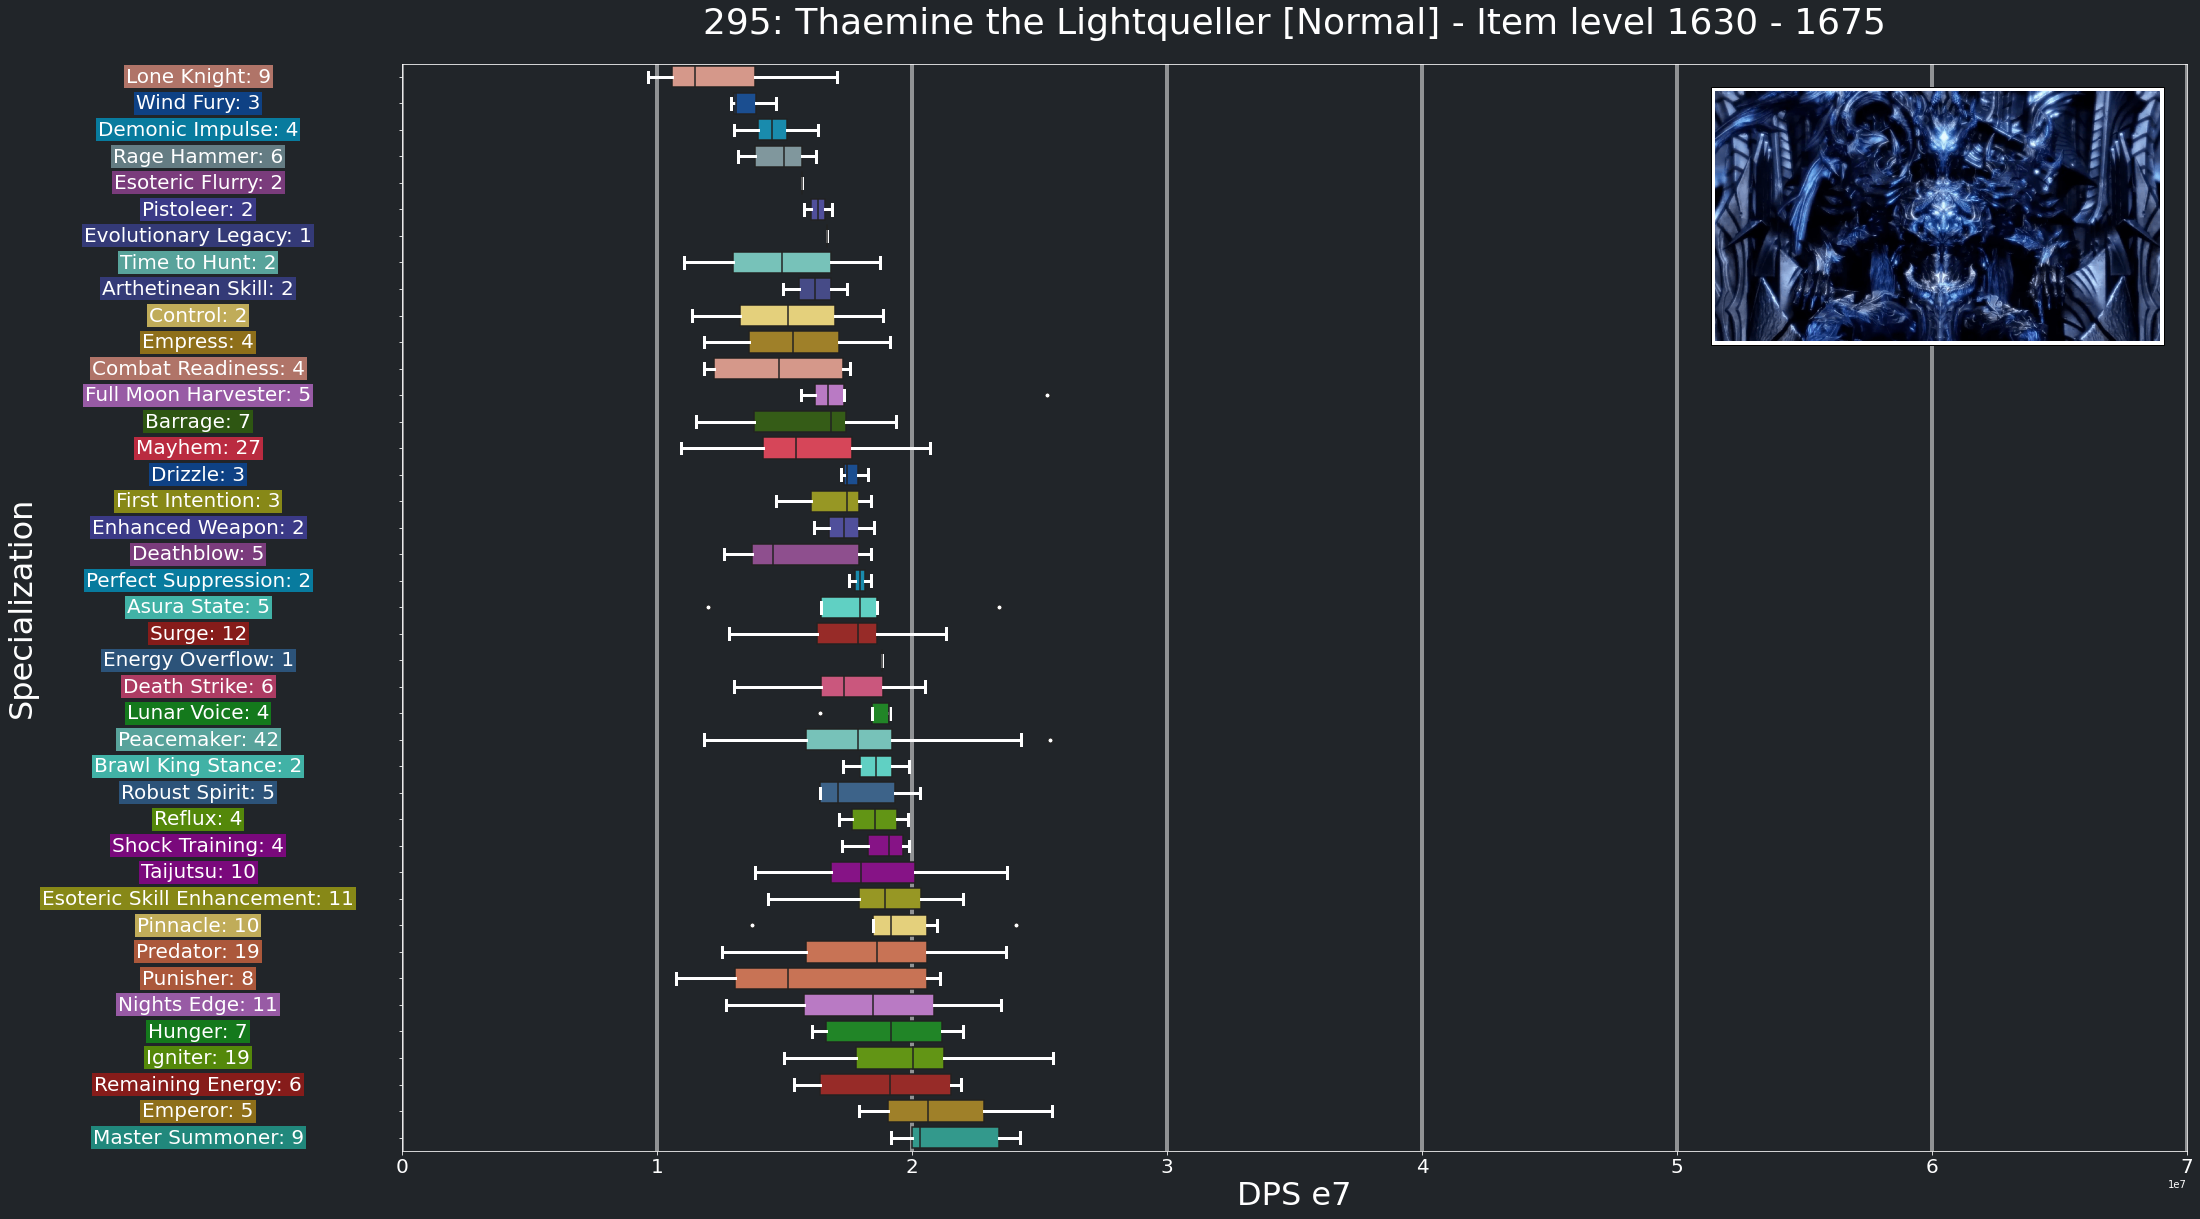 295: Thaemine the Lightqueller [Normal] - Item level 1630 - 1675
Specialization
Lone Knight: 9
Wind Fury: 3
Demonic Impulse: 4
Rage Hammer: 6
Esoteric Flurry: 2
Pistoleer: 2
Evolutionary Legacy: 1
Time to Hunt: 2
Arthetinean Skill: 2
Control: 2
Empress: 4
Combat Readiness: 4
Full Moon Harvester: 5
Barrage: 7
Mayhem: 27
Drizzle: 3
First Intention: 3
Enhanced Weapon: 2
Deathblow: 5
Perfect Suppression: 2
Asura State: 5
Surge: 12
Energy Overflow: 1
Death Strike: 6
Lunar Voice: 4
Peacemaker: 42
Brawl King Stance: 2
Robust Spirit: 5
Reflux: 4
Shock Training: 4
Taijutsu: 10
Esoteric Skill Enhancement: 11
Pinnacle: 10
Predator: 19
Punisher: 8
Nights Edge: 11
Hunger: 7
Igniter: 19
Remaining Energy: 6
Emperor: 5
Master Summoner: 9
0 1 2 3 4 5 6 7
1e7
DPS e7